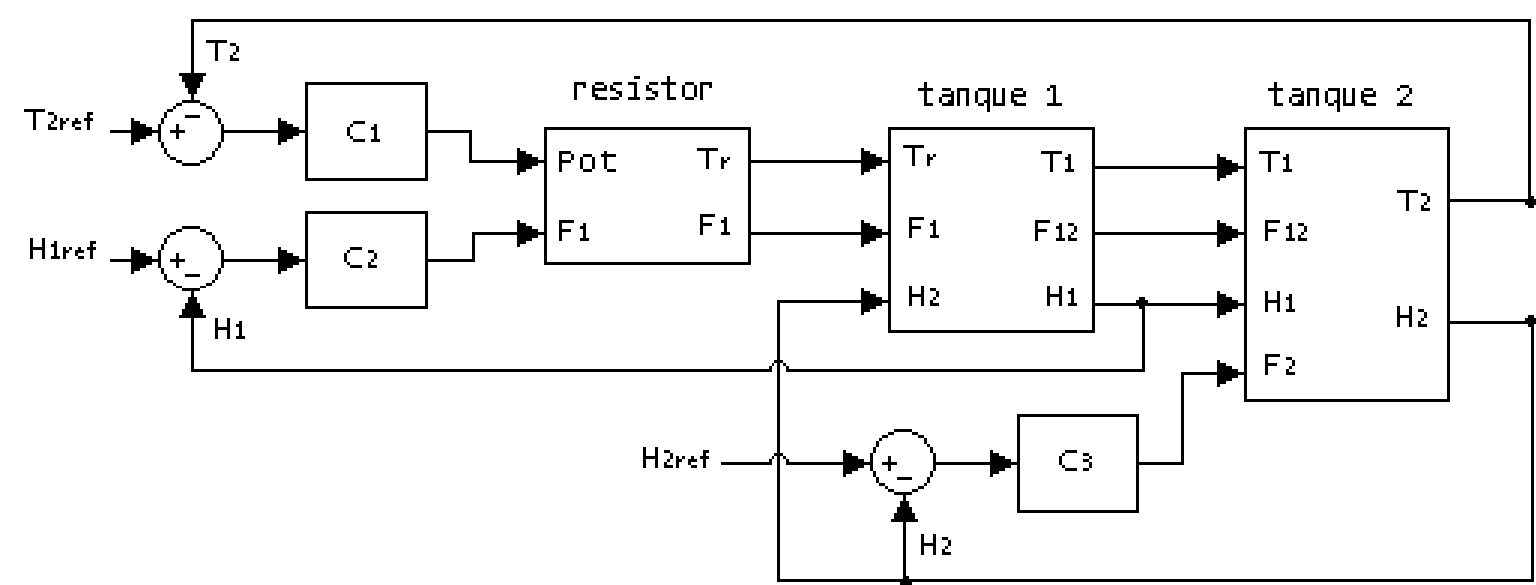 T2
resistor
tanque 1
tanque 2
T2ref
+
-
C1
Pot
Tr
Tr
T1
T1
T2
F1
F1
F1
F12
F12
H1ref
+
-
C2
H2
H1
H1
H2
H1
F2
H2ref
+
-
C3
H2